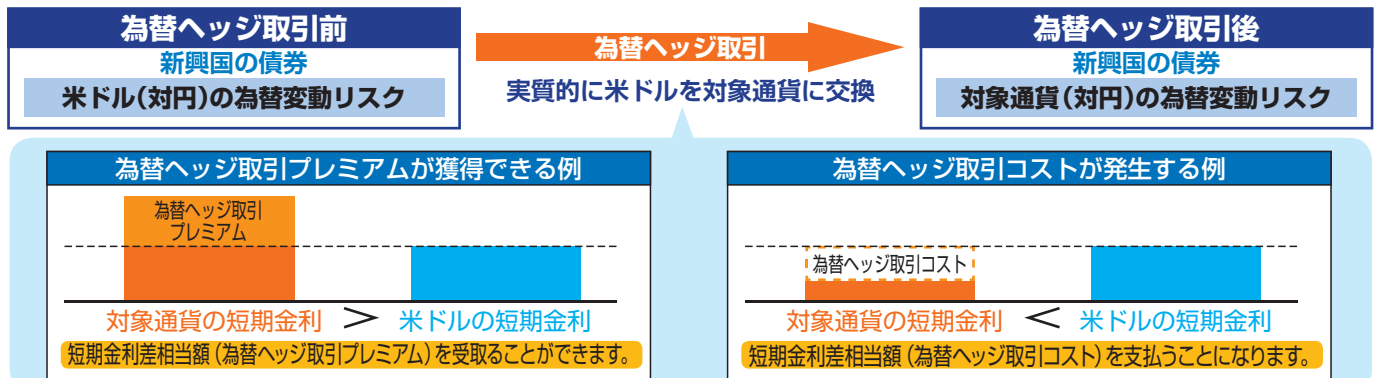 為替ヘッジ取引前
新興国の債券
米ドル(対円)の為替変動リスク
為替ヘッジ取引
実質的に米ドルを対象通貨に交換
為替ヘッジ取引後
新興国の債券
対象通貨(対円)の為替変動リスク
為替ヘッジ取引プレミアムが獲得できる例
為替ヘッジ取引
プレミアム
対象通貨の短期金利 > 米ドルの短期金利
短期金利差相当額(為替ヘッジ取引プレミアム)を受取ることができます。
為替ヘッジ取引コストが発生する例
為替ヘッジ取引コスト
対象通貨の短期金利 < 米ドルの短期金利
短期金利差相当額(為替ヘッジ取引コスト)を支払うことになります。